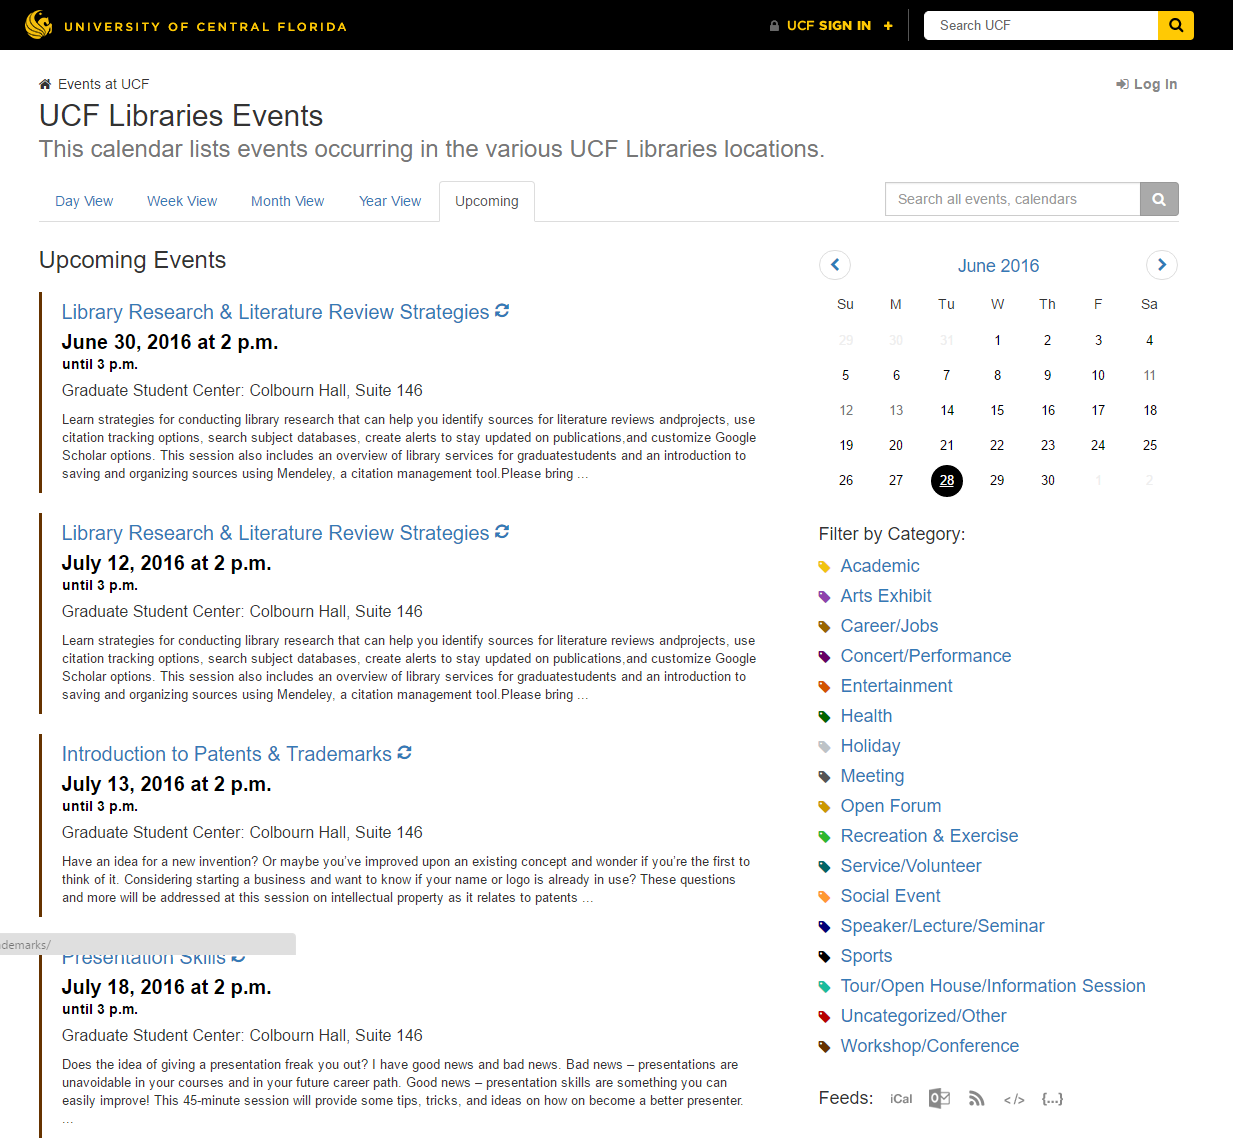 UNIVERSITY OF CENTRAL FLORIDA
UCF SIGN IN +
Search UCF
Events at UCF
Log In
UCF Libraries Events
This calendar lists events occurring in the various UCF Libraries locations.
Day View
Week View
Month View
Year View
Upcoming
Search all events, calendars
Upcoming Events
Library Research & Literature Review Strategies
June 30, 2016 at 2 p.m.
until 3 p.m.
Graduate Student Center: Colbourn Hall, Suite 146
Learn strategies for conducting library research that can help you identify sources for literature reviews andprojects, use
citation tracking options, search subject databases, create alerts to stay updated on publications,and customize Google
Scholar options. This session also includes an overview of library services for graduatestudents and an introduction to
saving and organizing sources using Mendeley, a citation management tool.Please bring ...
Library Research & Literature Review Strategies
July 12, 2016 at 2 p.m.
until 3 p.m.
Graduate Student Center: Colbourn Hall, Suite 146
Learn strategies for conducting library research that can help you identify sources for literature reviews andprojects, use
citation tracking options, search subject databases, create alerts to stay updated on publications,and customize Google
Scholar options. This session also includes an overview of library services for graduatestudents and an introduction to
saving and organizing sources using Mendeley, a citation management tool.Please bring ...
Introduction to Patents & Trademarks
July 13, 2016 at 2 p.m.
until 3 p.m.
Graduate Student Center: Colbourn Hall, Suite 146
Have an idea for a new invention? Or maybe you've improved upon an existing concept and wonder if you're the first to
think of it. Considering starting a business and want to know if your name or logo is already in use? These questions
and more will be addressed at this session on intellectual property as it relates to patents ...
demarks/
Presentation Skills
July 18, 2016 at 2 p.m.
until 3 p.m.
Graduate Student Center: Colbourn Hall, Suite 146
Does the idea of giving a presentation freak you out? I have good news and bad news. Bad news – presentations are
unavoidable in your courses and in your future career path. Good news – presentation skills are something you can
easily improve! This 45-minute session will provide some tips, tricks, and ideas on how on become a better presenter.
...
June 2016
Su M Tu W Th F Sa
29 30 31 1 2 3 4
5 6 7 8 9 10 11
12 13 14 15 16 17 18
19 20 21 22 23 24 25
26 27 28 29 30 1 2
Filter by Category:
Academic
Arts Exhibit
Career/Jobs
Concert/Performance
Entertainment
Health
Holiday
Meeting
Open Forum
Recreation & Exercise
Service/Volunteer
Social Event
Speaker/Lecture/Seminar
Sports
Tour/Open House/Information Session
Uncategorized/Other
Workshop/Conference
Feeds: iCal </> {...}